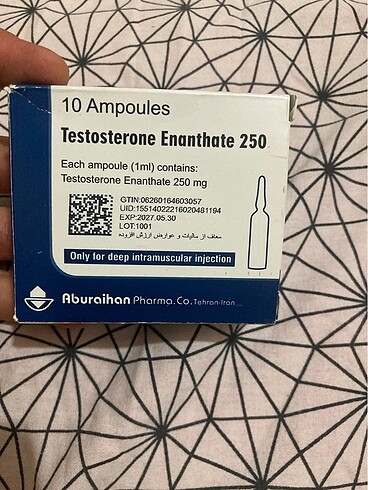 10 Ampoules
Testosterone Enanthate 250
Each ampoule (1ml) contains:
Testosterone Enanthate 250 mg
GTIN:06260164603057
UID:15514022216020481194
EXP:2027.05.30
LOT:1001
معاف از مالیات و عوارض ارزش افزوده
Only for deep intramuscular injection
Aburaihan Pharma.Co. Tehran-Iran